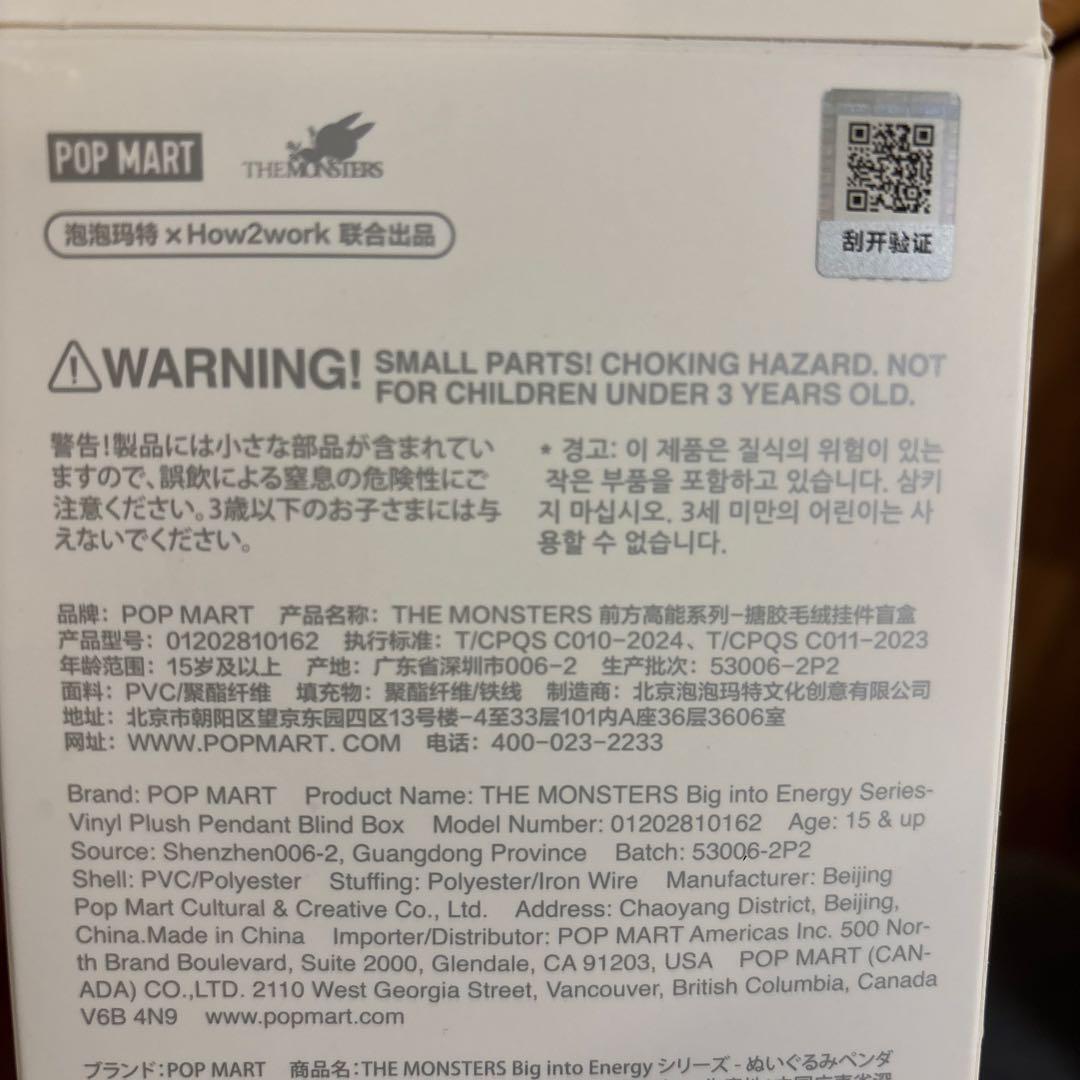 POP MART
THE MONSTERS
泡泡玛特×How2work 联合出品
刮开验证
WARNING! SMALL PARTS! CHOKING HAZARD. NOT
FOR CHILDREN UNDER 3 YEARS OLD.
警告!製品には小さな部品が含まれてい
ますので、誤飲による窒息の危険性にご
注意ください。3歳以下のお子さまには与
えないでください。
* 경고: 이 제품은 질식의 위험이 있는
작은 부품을 포함하고 있습니다. 삼키
지 마십시오. 3세 미만의 어린이는 사
용할 수 없습니다.
品牌：POP MART 产品名称：THE MONSTERS 前方高能系列-搪胶毛绒挂件盲盒
产品型号：01202810162 执行标准：T/CPQS C010-2024、T/CPQS C011-2023
年龄范围：15岁及以上 产地：广东省深圳市006-2 生产批次：53006-2P2
面料：PVC/聚酯纤维 填充物：聚酯纤维/铁线 制造商：北京泡泡玛特文化创意有限公司
地址：北京市朝阳区望京东园四区13号楼-4至33层101内A座36层3606室
网址：WWW.POPMART. COM 电话：400-023-2233
Brand: POP MART Product Name: THE MONSTERS Big into Energy Series-
Vinyl Plush Pendant Blind Box Model Number: 01202810162 Age: 15 & up
Source: Shenzhen006-2, Guangdong Province Batch: 53006-2P2
Shell: PVC/Polyester Stuffing: Polyester/Iron Wire Manufacturer: Beijing
Pop Mart Cultural & Creative Co., Ltd. Address: Chaoyang District, Beijing,
China.Made in China Importer/Distributor: POP MART Americas Inc. 500 Nor-
th Brand Boulevard, Suite 2000, Glendale, CA 91203, USA POP MART (CAN-
ADA) CO.,LTD. 2110 West Georgia Street, Vancouver, British Columbia, Canada
V6B 4N9 www.popmart.com
ブランド:POP MART 商品名:THE MONSTERS Big into Energy シリーズ - ぬいぐるみペンダ